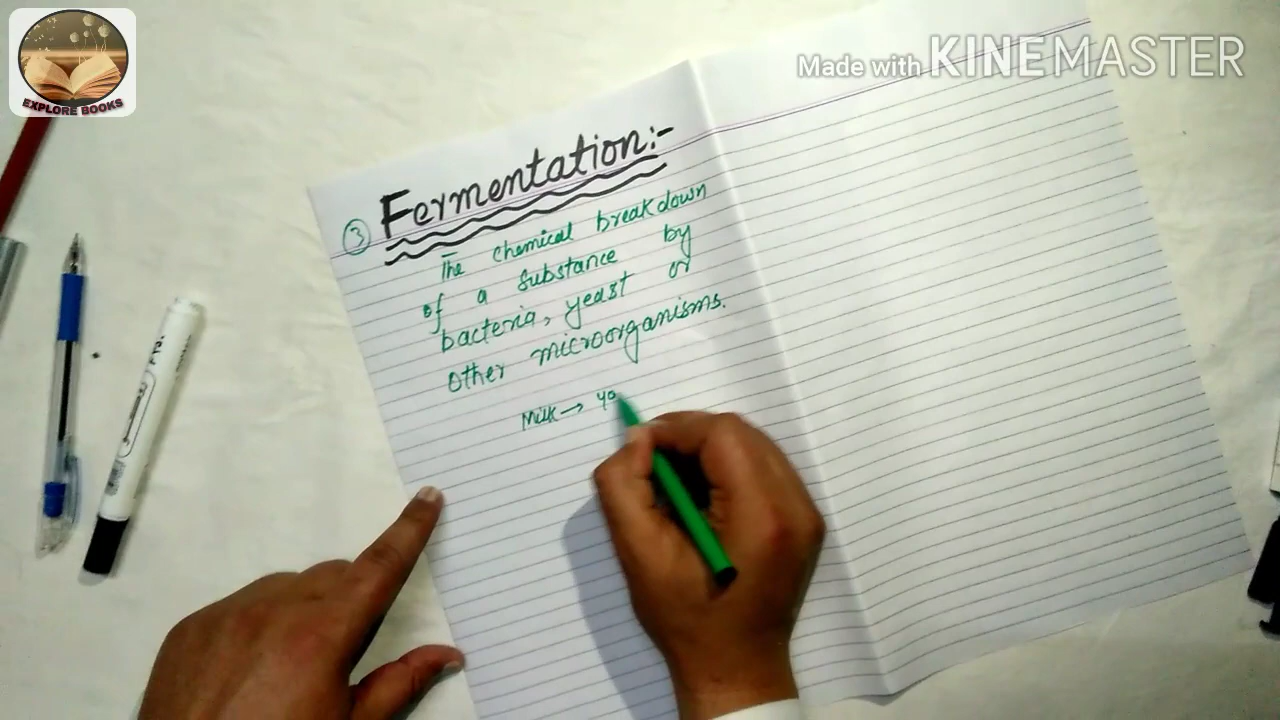 EXPLORE BOOKS
Made with KINEMASTER
③ Fermentation:-
The chemical breakdown
of a substance by
bacteria, yeast or
other microorganisms.
Milk → yo